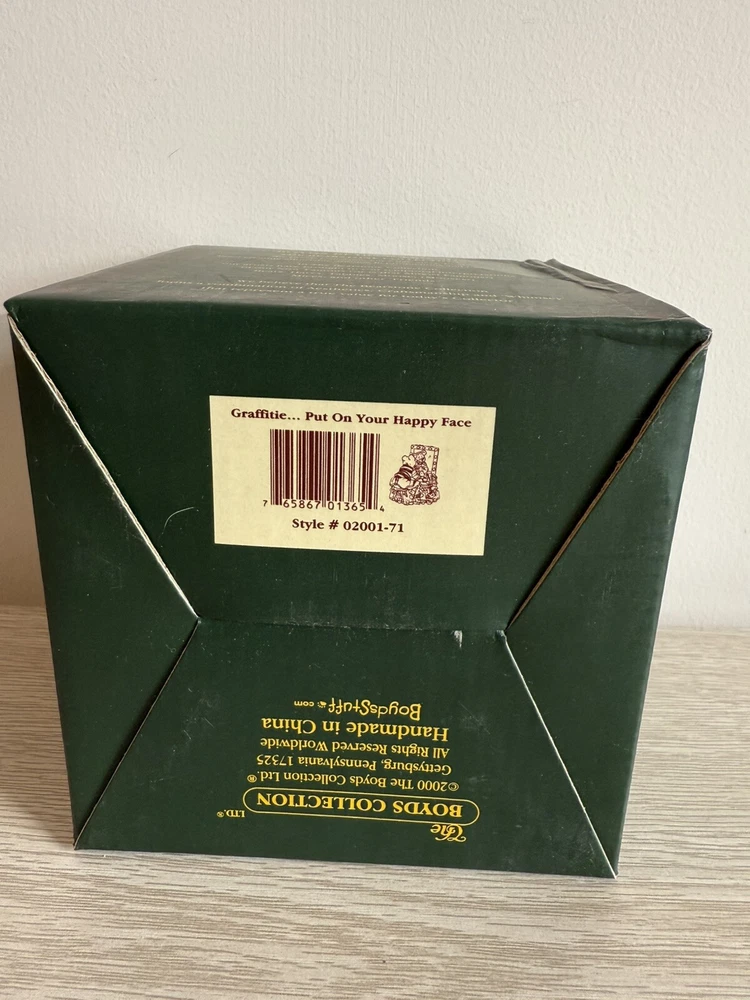 Graffitie... Put On Your Happy Face
7 65867 01365 4
Style # 02001-71
The
BOYDS COLLECTION LTD.®
©2000 The Boyds Collection Ltd.®
Gettysburg, Pennsylvania 17325
All Rights Reserved Worldwide
Handmade in China
BoydsStuff.com